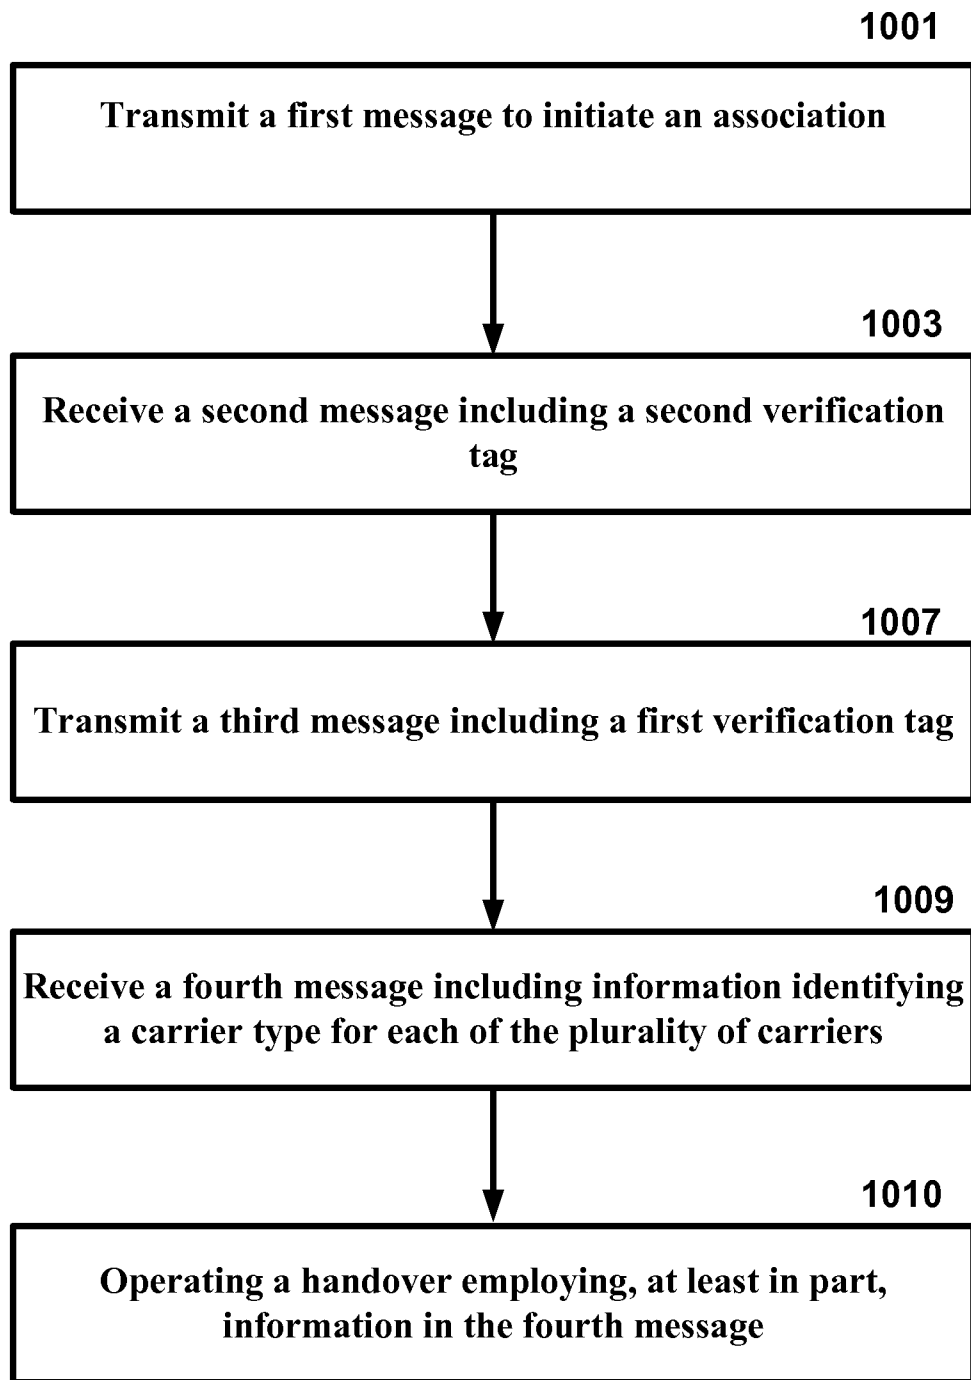 1001
Transmit a first message to initiate an association
1003
Receive a second message including a second verification
tag
1007
Transmit a third message including a first verification tag
1009
Receive a fourth message including information identifying
a carrier type for each of the plurality of carriers
1010
Operating a handover employing, at least in part,
information in the fourth message